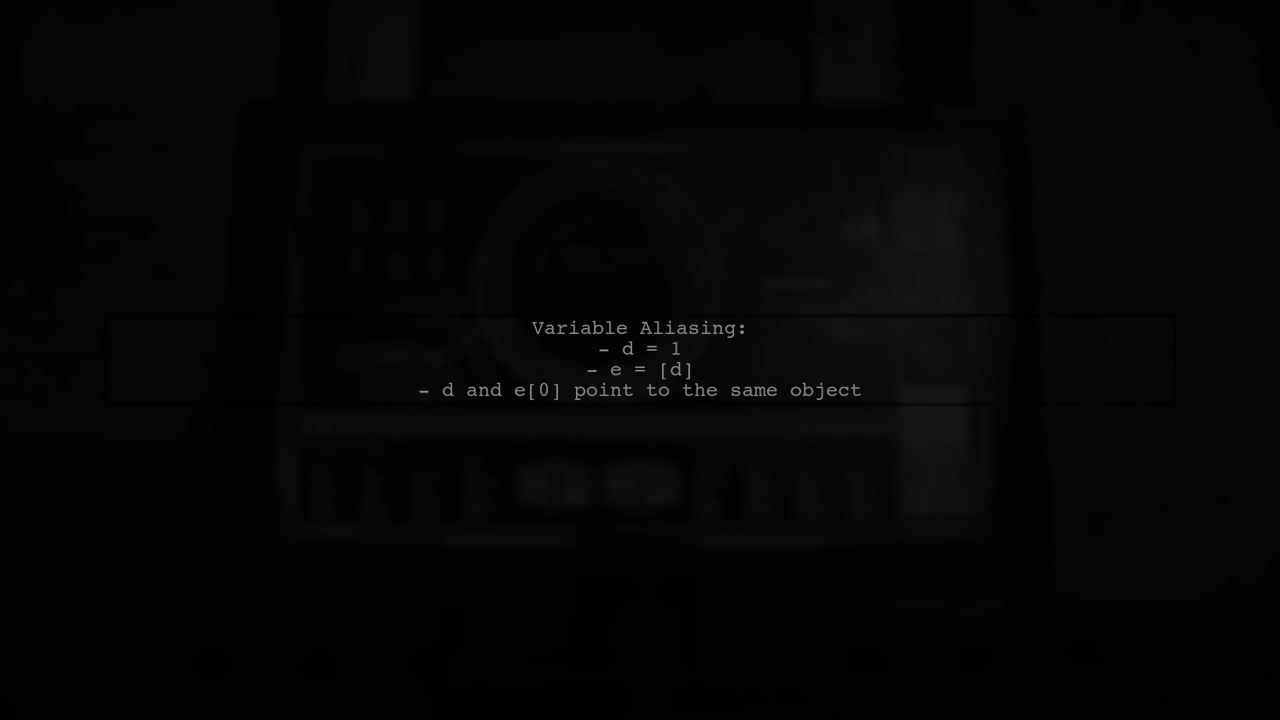 Variable Aliasing:
- d = 1
- e = [d]
- d and e[0] point to the same object